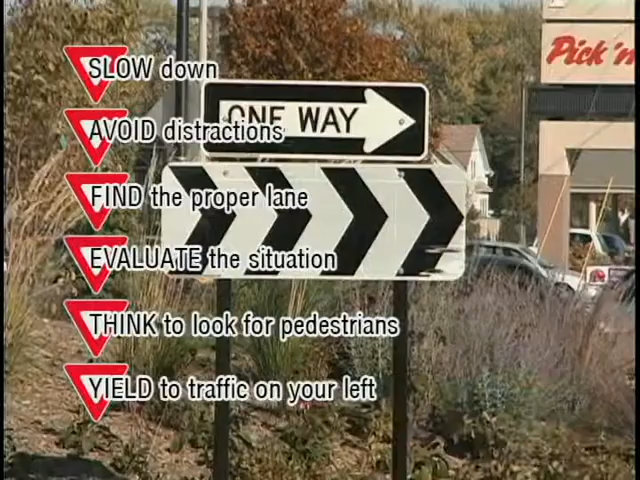 Pick 'n
SLOW down
ONE WAY
AVOID distractions
FIND the proper lane
EVALUATE the situation
THINK to look for pedestrians
YIELD to traffic on your left